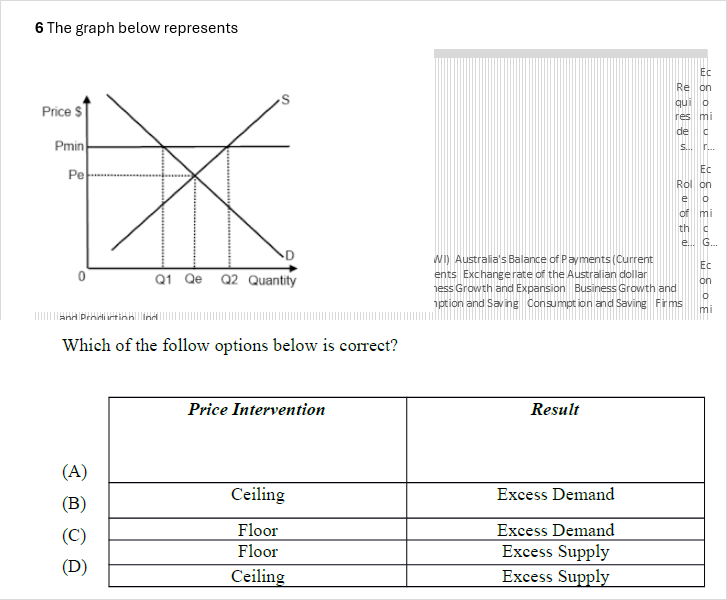 6 The graph below represents
Price $
S
Pmin
Pe
D
0
Q1 Qe Q2 Quantity
Ec
Re on
qui o
res mi
de c
s... r...
Ec
Rol on
e o
of mi
th c
e... G...
WI) Australia's Balance of Payments (Current
ents Exchange rate of the Australian dollar
ness Growth and Expansion Business Growth and
nption and Saving Consumption and Saving Firms
Ec
on
o
mi
and Production Ind
Which of the follow options below is correct?
Price Intervention Result
(A)
(B) Ceiling Excess Demand
(C) Floor Excess Demand
Floor Excess Supply
(D) Ceiling Excess Supply